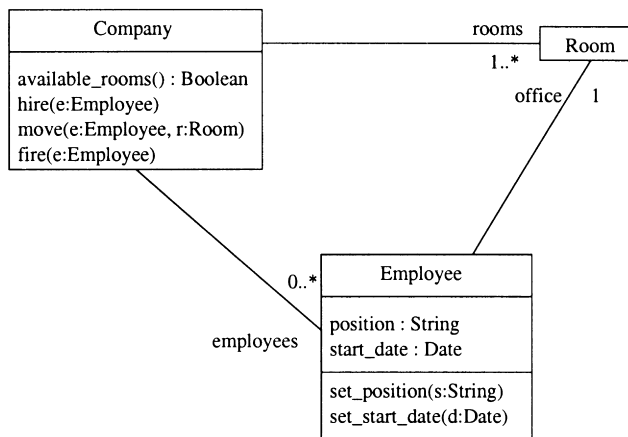 Company
available_rooms() : Boolean
hire(e:Employee)
move(e:Employee, r:Room)
fire(e:Employee)
rooms
1..*
Room
office
1
0..*
employees
Employee
position : String
start_date : Date
set_position(s:String)
set_start_date(d:Date)